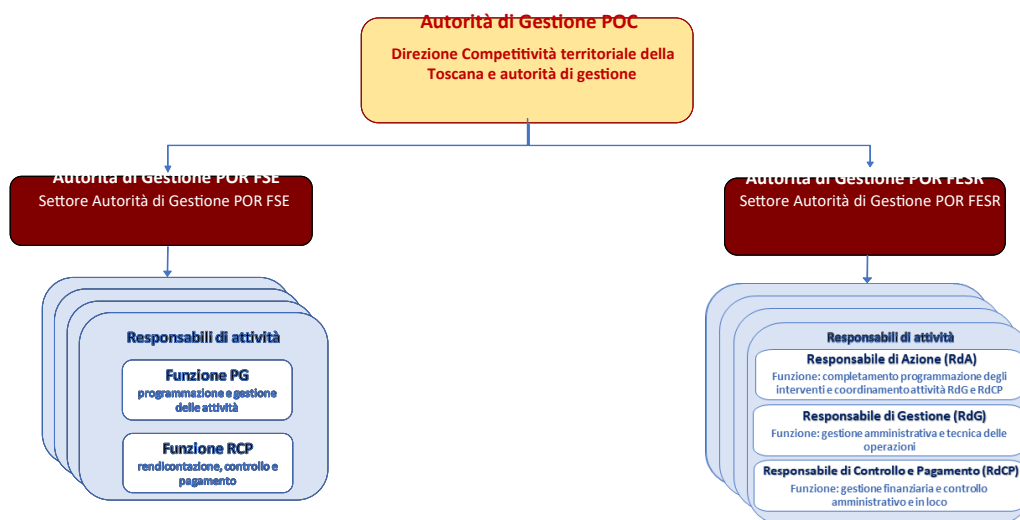 Autorità di Gestione POC
Direzione Competitività territoriale della
Toscana e autorità di gestione
Autorità di Gestione POR FSE
Settore Autorità di Gestione POR FSE
Autorità di Gestione POR FESR
Settore Autorità di Gestione POR FESR
Responsabili di attività
Funzione PG
programmazione e gestione
delle attività
Funzione RCP
rendicontazione, controllo e
pagamento
Responsabili di attività
Responsabile di Azione (RdA)
Funzione: completamento programmazione degli
interventi e coordinamento attività RdG e RdCP
Responsabile di Gestione (RdG)
Funzione: gestione amministrativa e tecnica delle
operazioni
Responsabile di Controllo e Pagamento (RdCP)
Funzione: gestione finanziaria e controllo
amministrativo e in loco